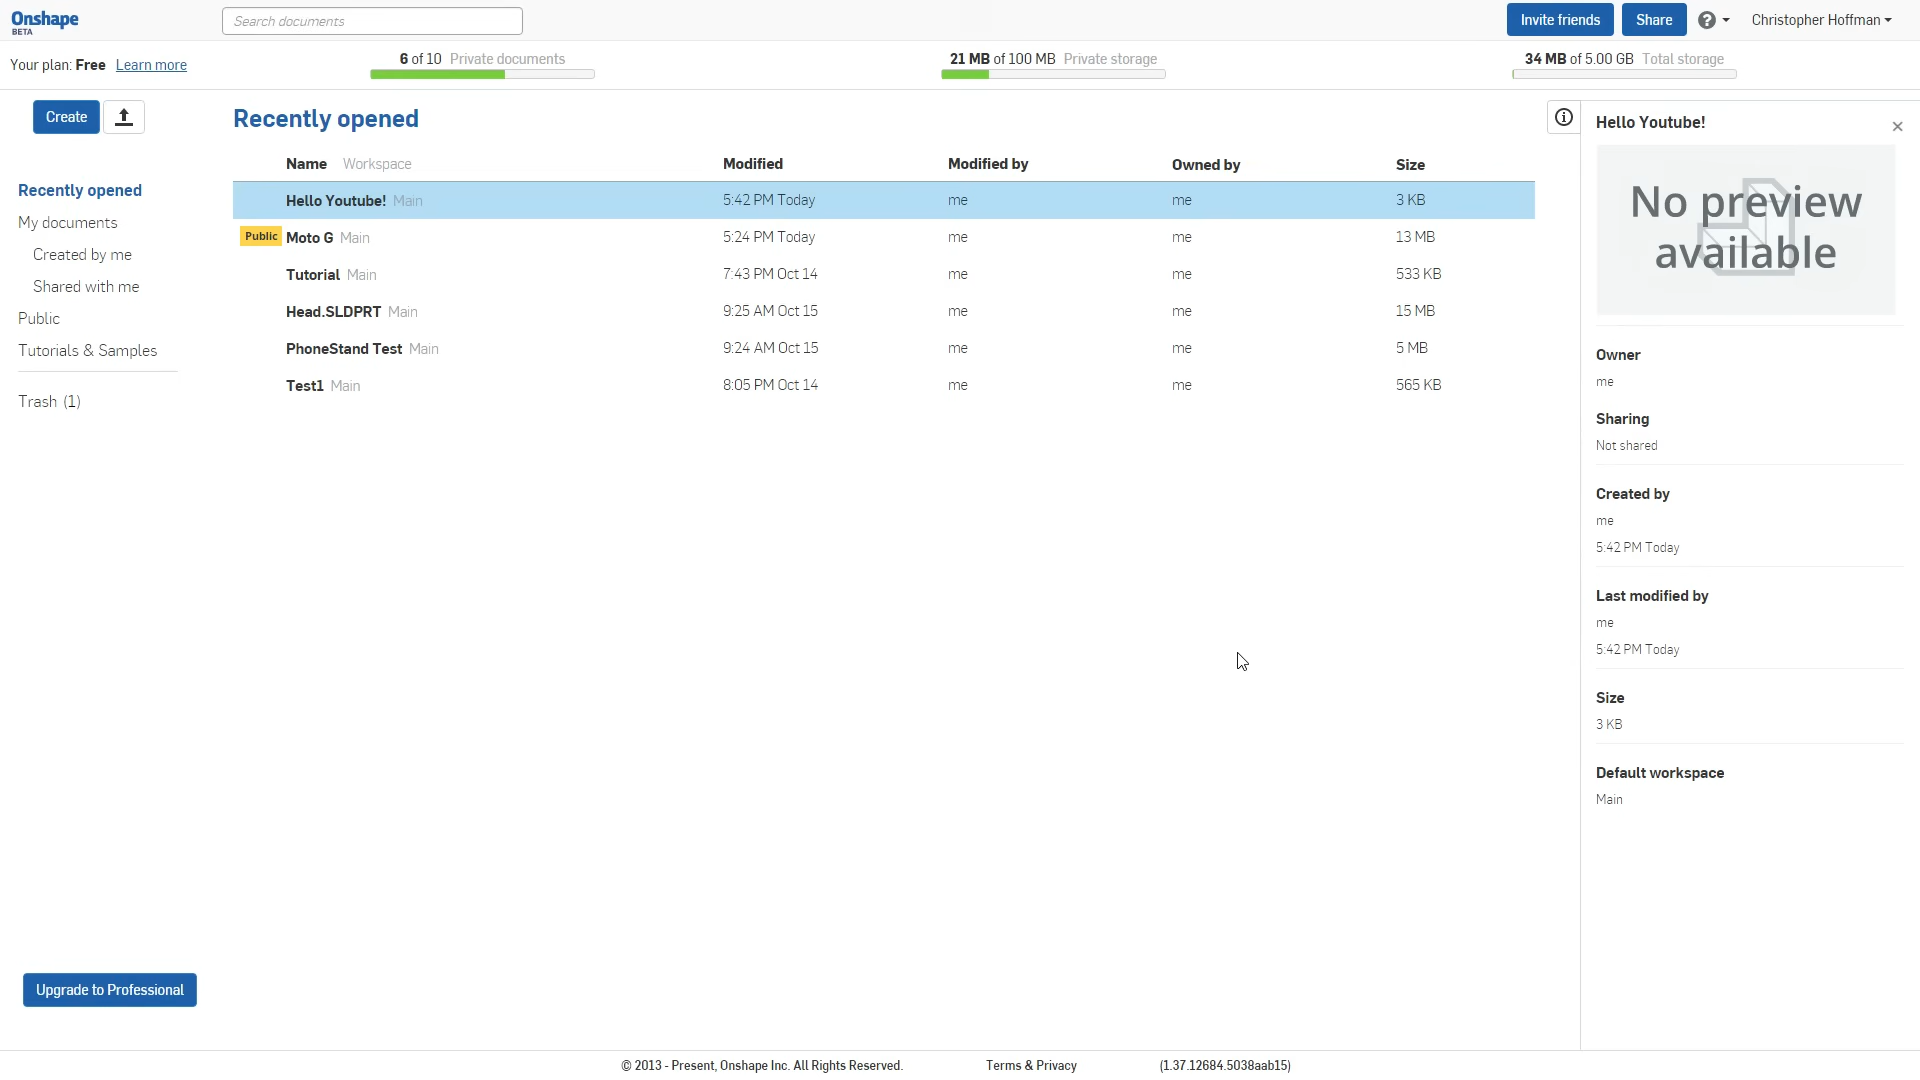 Onshape
BETA
Search documents
Invite friends
Share
Christopher Hoffman
Your plan: Free Learn more
6 of 10 Private documents
21 MB of 100 MB Private storage
34 MB of 5.00 GB Total storage
Create
Recently opened
My documents
Created by me
Shared with me
Public
Tutorials & Samples
Trash (1)
Upgrade to Professional
Recently opened
Name Workspace Modified Modified by Owned by Size
Hello Youtube! Main 5:42 PM Today me me 3 KB
Public Moto G Main 5:24 PM Today me me 13 MB
Tutorial Main 7:43 PM Oct 14 me me 533 KB
Head.SLDPRT Main 9:25 AM Oct 15 me me 15 MB
PhoneStand Test Main 9:24 AM Oct 15 me me 5 MB
Test1 Main 8:05 PM Oct 14 me me 565 KB
Hello Youtube!
No preview
available
Owner
me
Sharing
Not shared
Created by
me
5:42 PM Today
Last modified by
me
5:42 PM Today
Size
3 KB
Default workspace
Main
© 2013 - Present, Onshape Inc. All Rights Reserved. Terms & Privacy (1.37.12684.5038aab15)